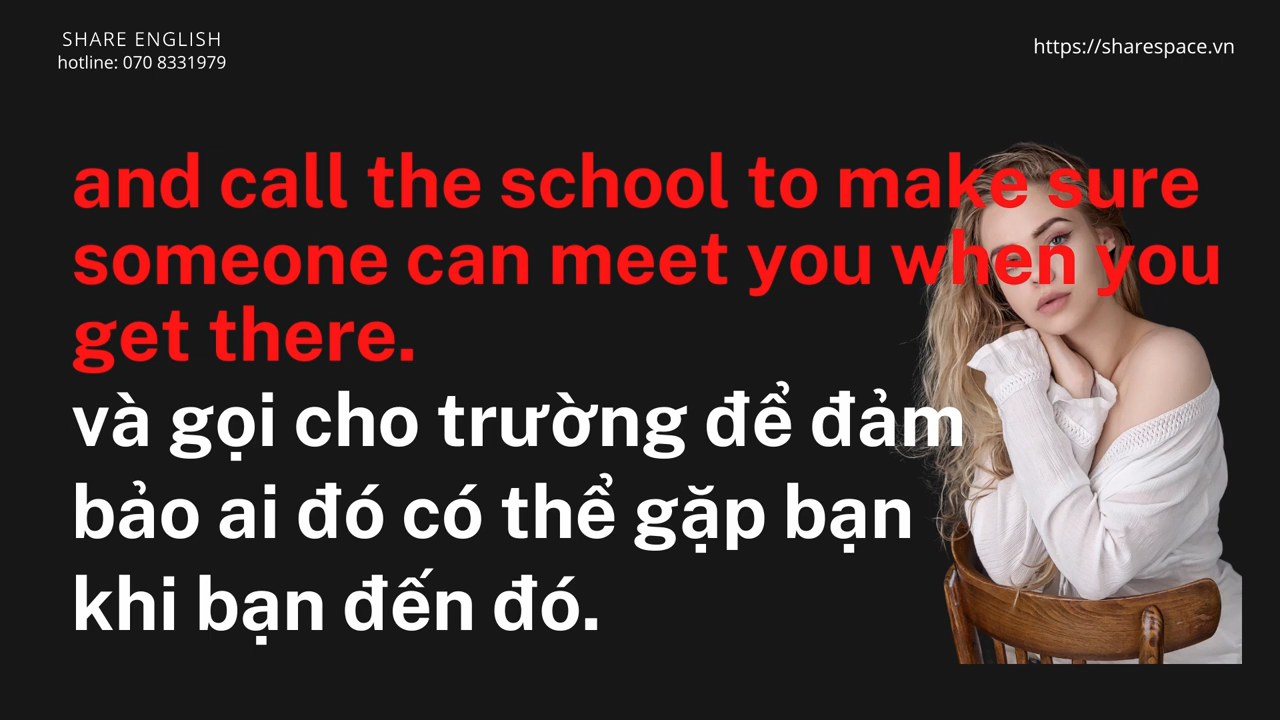 SHARE ENGLISH
hotline: 070 8331979
https://sharespace.vn
and call the school to make sure
someone can meet you when you
get there.
và gọi cho trường để đảm
bảo ai đó có thể gặp bạn
khi bạn đến đó.